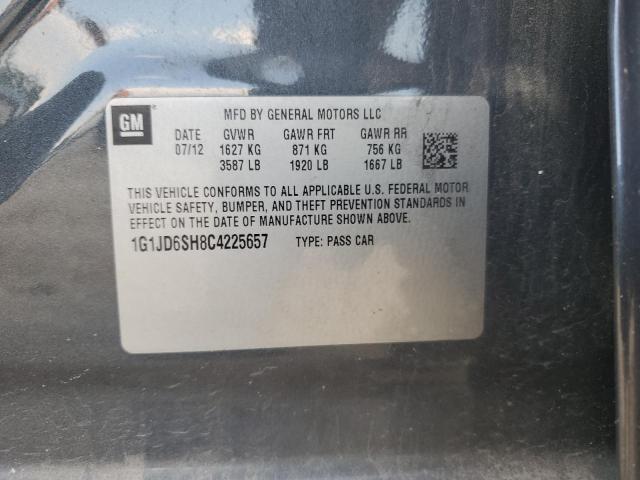 GM
MFD BY GENERAL MOTORS LLC
DATE GVWR GAWR FRT GAWR RR
07/12 1627 KG 871 KG 756 KG
3587 LB 1920 LB 1667 LB
THIS VEHICLE CONFORMS TO ALL APPLICABLE U.S. FEDERAL MOTOR
VEHICLE SAFETY, BUMPER, AND THEFT PREVENTION STANDARDS IN
EFFECT ON THE DATE OF MANUFACTURE SHOWN ABOVE.
1G1JD6SH8C4225657 TYPE: PASS CAR